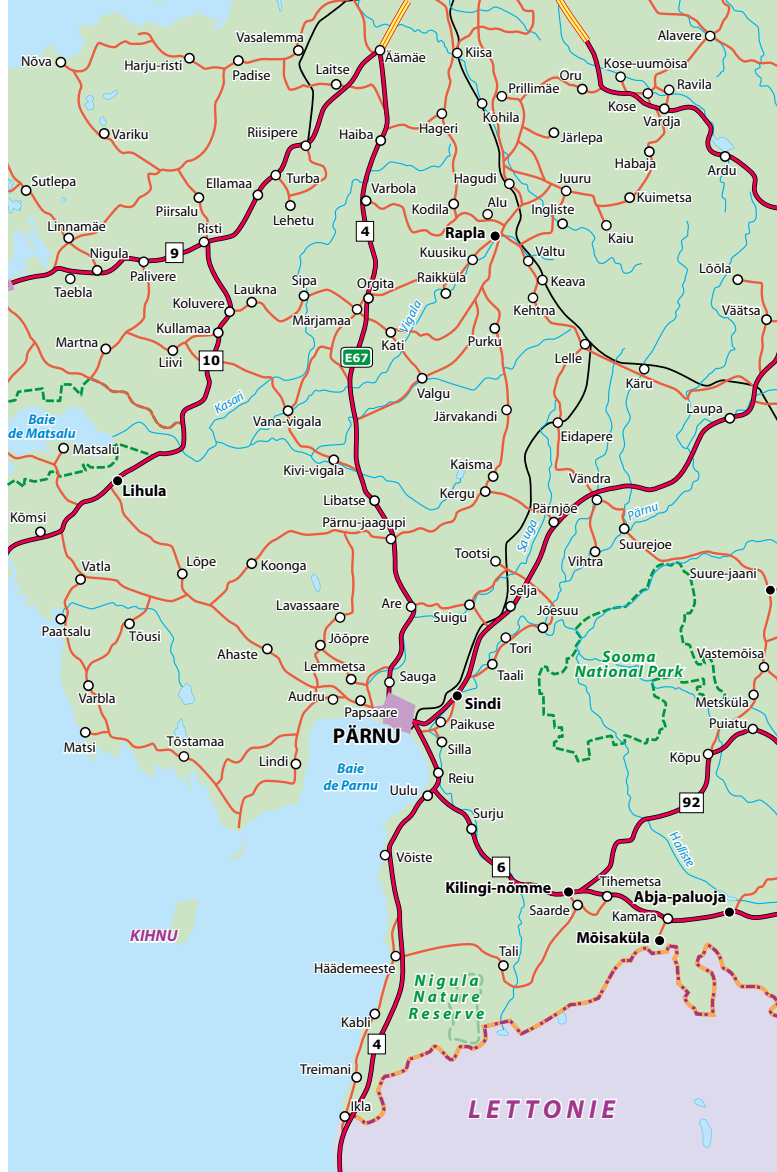 Alavere
Vasalemma
Äämäe
Kiisa
Nõva
Harju-risti
Padise
Laitse
Oru
Kose-uumõisa
Prillimäe
Ravila
Kose
Vardja
Kohila
Variku
Riisipere
Haiba
Hageri
Järlepa
Habaja
Ardu
Sutlepa
Ellamaa
Turba
Varbola
Hagudi
Juuru
Kuimetsa
Piirsalu
Lehetu
Kodila
Alu
Ingliste
Linnamäe
Risti
4
Rapla
Kaiu
Nigula
9
Kuusiku
Valtu
Palivere
Taebla
Raikküla
Keava
Lõõla
Koluvere
Laukna
Sipa
Orgita
Kehtna
Väätsa
Märjamaa
Vigala
Kullamaa
Kati
Purku
Martna
Liivi
10
E67
Lelle
Käru
Valgu
Kasari
Baie
de Matsalu
Vana-vigala
Järvakandi
Laupa
Eidapere
Matsalu
Kivi-vigala
Kaisma
Lihula
Kergu
Vändra
Libatse
Pärnjõe
Pärnu
Kõmsi
Pärnu-jaagupi
Sauga
Suurejoe
Vihtra
Tootsi
Vatla
Lõpe
Koonga
Suure-jaani
Lavassaare
Are
Selja
Jõesuu
Suigu
Paatsalu
Tõusi
Jõõpre
Tori
Ahaste
Sooma
National Park
Vastemõisa
Lemmetsa
Taali
Varbla
Audru
Sauga
Sindi
Metsküla
Papsaare
Paikuse
Puiatu
PÄRNU
Matsi
Tõstamaa
Silla
Kõpu
Lindi
Baie
de Parnu
Reiu
Uulu
92
Surju
Võiste
6
Halliste
Kilingi-nõmme
Tihemetsa
Abja-paluoja
Saarde
Kamara
KIHNU
Mõisaküla
Häädemeeste
Tali
Nigula
Nature
Reserve
Kabli
4
Treimani
Ikla
LETTONIE